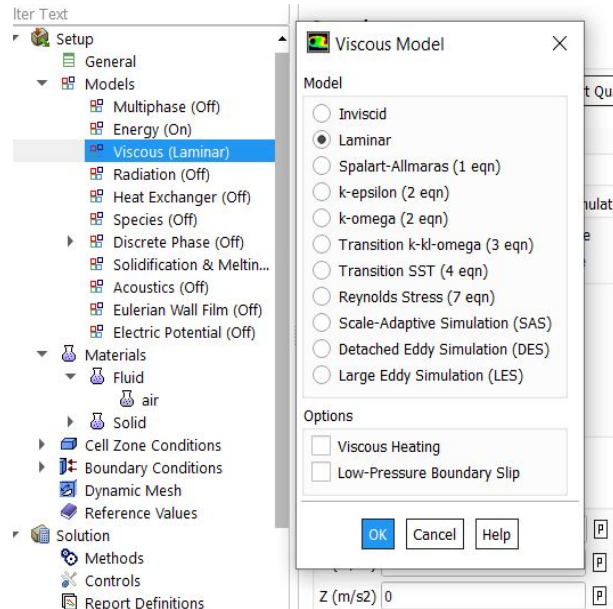 lter Text
Setup
General
Models
Multiphase (Off)
Energy (On)
Viscous (Laminar)
Radiation (Off)
Heat Exchanger (Off)
Species (Off)
Discrete Phase (Off)
Solidification & Meltin...
Acoustics (Off)
Eulerian Wall Film (Off)
Electric Potential (Off)
Materials
Fluid
air
Solid
Cell Zone Conditions
Boundary Conditions
Dynamic Mesh
Reference Values
Solution
Methods
Controls
Report Definitions
Viscous Model
Model
Inviscid
Laminar
Spalart-Allmaras (1 eqn)
k-epsilon (2 eqn)
k-omega (2 eqn)
Transition k-kl-omega (3 eqn)
Transition SST (4 eqn)
Reynolds Stress (7 eqn)
Scale-Adaptive Simulation (SAS)
Detached Eddy Simulation (DES)
Large Eddy Simulation (LES)
Options
Viscous Heating
Low-Pressure Boundary Slip
OK Cancel Help
t Qu
nulat
e
P
P
Z (m/s2) 0 P